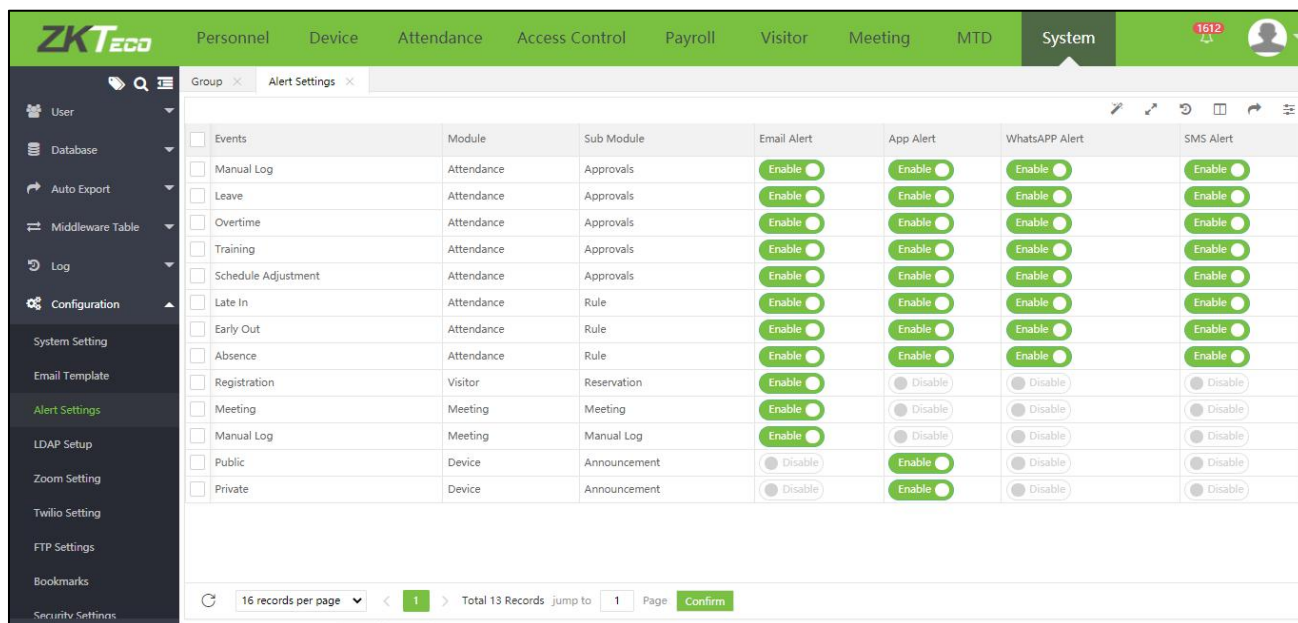 ZKTECO Personnel Device Attendance Access Control Payroll Visitor Meeting MTD System 1612
Group Alert Settings
User
Database
Auto Export
Middleware Table
Log
Configuration
System Setting
Email Template
Alert Settings
LDAP Setup
Zoom Setting
Twilio Setting
FTP Settings
Bookmarks
Security Settings
Events Module Sub Module Email Alert App Alert WhatsAPP Alert SMS Alert
Manual Log Attendance Approvals Enable Enable Enable Enable
Leave Attendance Approvals Enable Enable Enable Enable
Overtime Attendance Approvals Enable Enable Enable Enable
Training Attendance Approvals Enable Enable Enable Enable
Schedule Adjustment Attendance Approvals Enable Enable Enable Enable
Late In Attendance Rule Enable Enable Enable Enable
Early Out Attendance Rule Enable Enable Enable Enable
Absence Attendance Rule Enable Enable Enable Enable
Registration Visitor Reservation Enable Disable Disable Disable
Meeting Meeting Meeting Enable Disable Disable Disable
Manual Log Meeting Manual Log Enable Disable Disable Disable
Public Device Announcement Disable Enable Disable Disable
Private Device Announcement Disable Enable Disable Disable
16 records per page < 1 > Total 13 Records jump to 1 Page Confirm